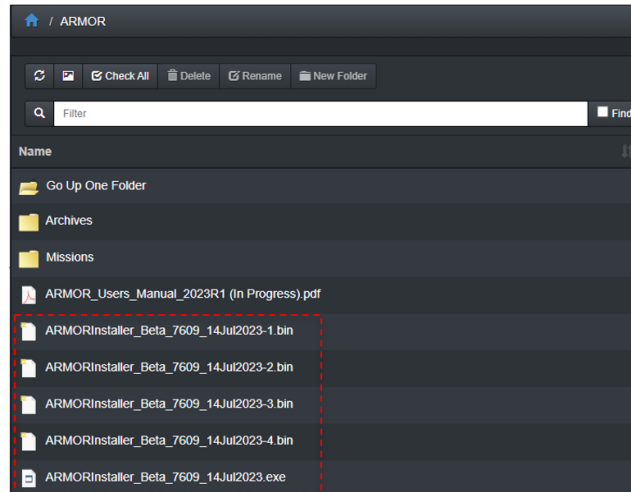 / ARMOR
Check All Delete Rename New Folder
Filter Find
Name
Go Up One Folder
Archives
Missions
ARMOR_Users_Manual_2023R1 (In Progress).pdf
ARMORInstaller_Beta_7609_14Jul2023-1.bin
ARMORInstaller_Beta_7609_14Jul2023-2.bin
ARMORInstaller_Beta_7609_14Jul2023-3.bin
ARMORInstaller_Beta_7609_14Jul2023-4.bin
ARMORInstaller_Beta_7609_14Jul2023.exe